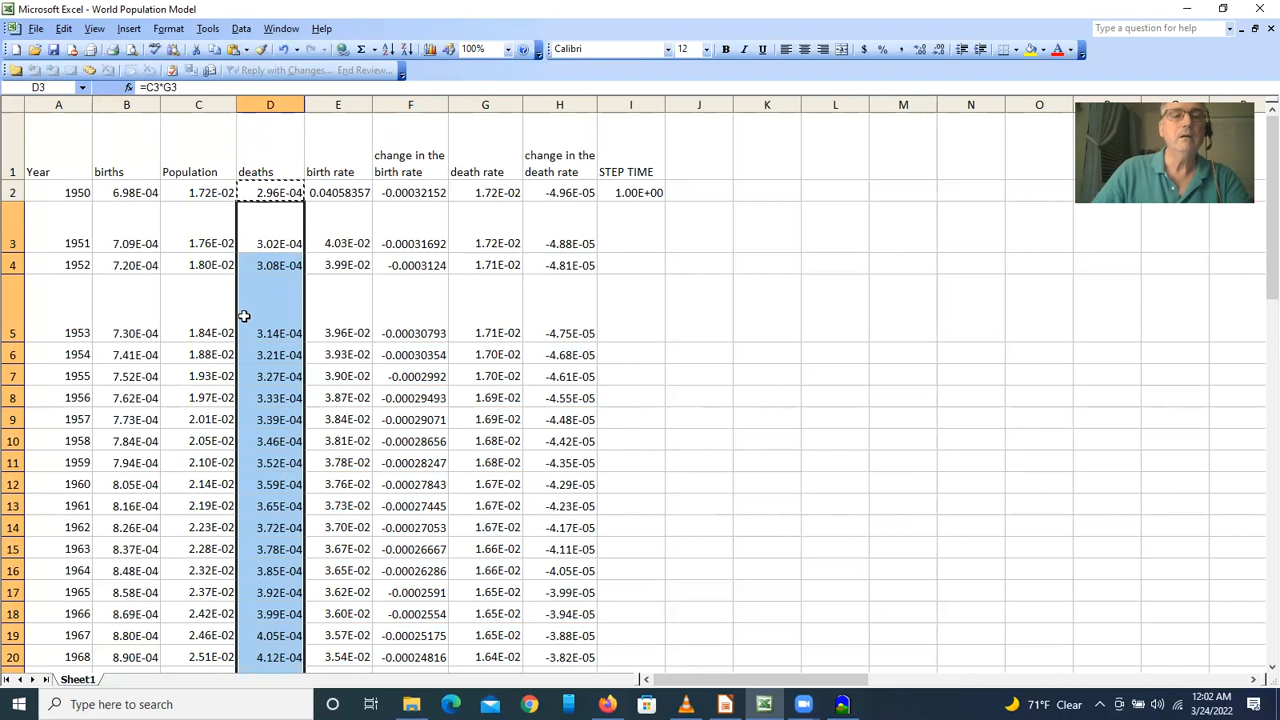 Microsoft Excel - World Population Model
File Edit View Insert Format Tools Data Window Help Type a question for help
100% Calibri 12 B I U
Reply with Changes... End Review...
D3 fx =C3*G3
A B C D E F G H I J K L M N O
1 Year births Population deaths birth rate change in the birth rate death rate change in the death rate STEP TIME
2 1950 6.98E-04 1.72E-02 2.96E-04 0.04058357 -0.00032152 1.72E-02 -4.96E-05 1.00E+00
3 1951 7.09E-04 1.76E-02 3.02E-04 4.03E-02 -0.00031692 1.72E-02 -4.88E-05
4 1952 7.20E-04 1.80E-02 3.08E-04 3.99E-02 -0.0003124 1.71E-02 -4.81E-05
5 1953 7.30E-04 1.84E-02 3.14E-04 3.96E-02 -0.00030793 1.71E-02 -4.75E-05
6 1954 7.41E-04 1.88E-02 3.21E-04 3.93E-02 -0.00030354 1.70E-02 -4.68E-05
7 1955 7.52E-04 1.93E-02 3.27E-04 3.90E-02 -0.0002992 1.70E-02 -4.61E-05
8 1956 7.62E-04 1.97E-02 3.33E-04 3.87E-02 -0.00029493 1.69E-02 -4.55E-05
9 1957 7.73E-04 2.01E-02 3.39E-04 3.84E-02 -0.00029071 1.69E-02 -4.48E-05
10 1958 7.84E-04 2.05E-02 3.46E-04 3.81E-02 -0.00028656 1.68E-02 -4.42E-05
11 1959 7.94E-04 2.10E-02 3.52E-04 3.78E-02 -0.00028247 1.68E-02 -4.35E-05
12 1960 8.05E-04 2.14E-02 3.59E-04 3.76E-02 -0.00027843 1.67E-02 -4.29E-05
13 1961 8.16E-04 2.19E-02 3.65E-04 3.73E-02 -0.00027445 1.67E-02 -4.23E-05
14 1962 8.26E-04 2.23E-02 3.72E-04 3.70E-02 -0.00027053 1.67E-02 -4.17E-05
15 1963 8.37E-04 2.28E-02 3.78E-04 3.67E-02 -0.00026667 1.66E-02 -4.11E-05
16 1964 8.48E-04 2.32E-02 3.85E-04 3.65E-02 -0.00026286 1.66E-02 -4.05E-05
17 1965 8.58E-04 2.37E-02 3.92E-04 3.62E-02 -0.0002591 1.65E-02 -3.99E-05
18 1966 8.69E-04 2.42E-02 3.99E-04 3.60E-02 -0.0002554 1.65E-02 -3.94E-05
19 1967 8.80E-04 2.46E-02 4.05E-04 3.57E-02 -0.00025175 1.65E-02 -3.88E-05
20 1968 8.90E-04 2.51E-02 4.12E-04 3.54E-02 -0.00024816 1.64E-02 -3.82E-05
Sheet1
Type here to search 71°F Clear 12:02 AM
3/24/2022